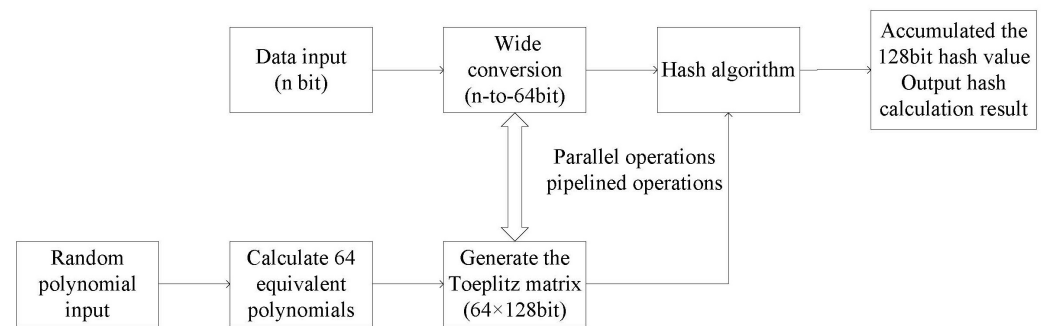 Data input
(n bit)
Wide
conversion
(n-to-64bit)
Hash algorithm
Accumulated the
128bit hash value
Output hash
calculation result
Parallel operations
pipelined operations
Random
polynomial
input
Calculate 64
equivalent
polynomials
Generate the
Toeplitz matrix
(64×128bit)